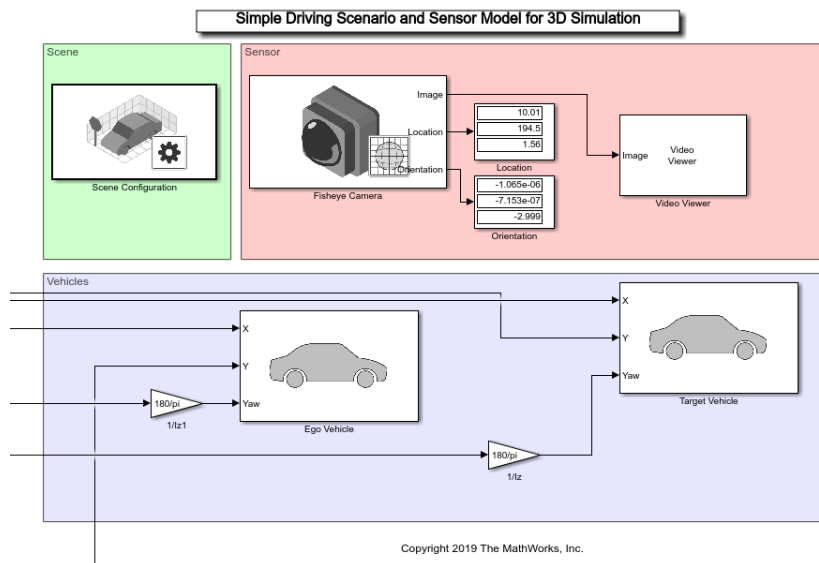 Simple Driving Scenario and Sensor Model for 3D Simulation
Scene
Scene Configuration
Sensor
Image
Location
Orientation
Fisheye Camera
10.01
194.5
1.56
Location
-1.065e-06
-7.153e-07
-2.999
Orientation
Image
Video
Viewer
Video Viewer
Vehicles
X
Y
Yaw
Ego Vehicle
180/pi
1/Iz1
180/pi
1/Iz
X
Y
Yaw
Target Vehicle
Copyright 2019 The MathWorks, Inc.